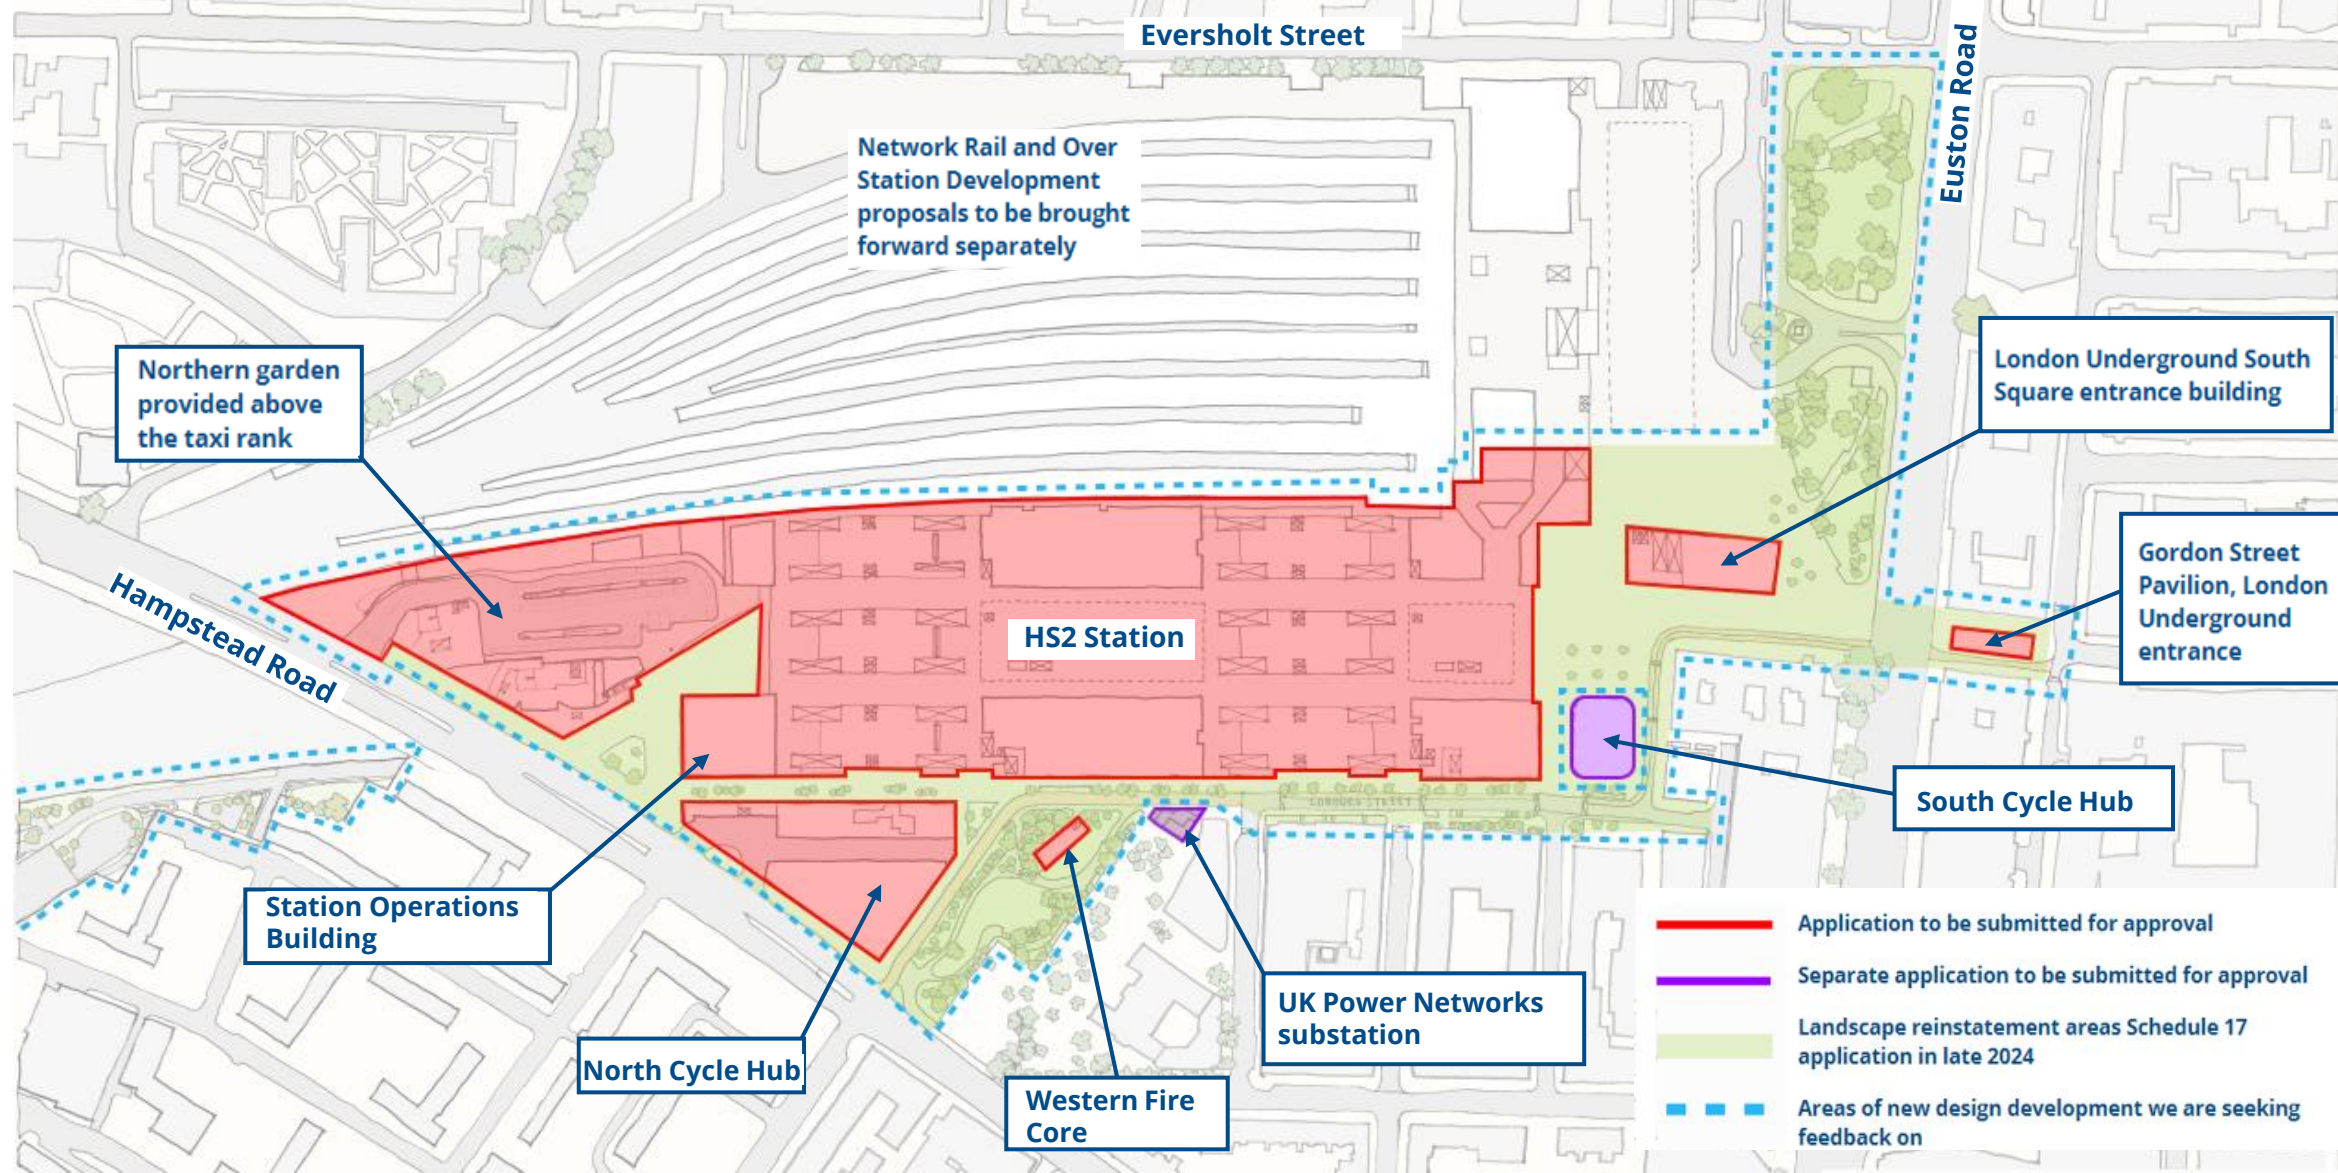 Eversholt Street
Euston Road
Network Rail and Over
Station Development
proposals to be brought
forward separately
Northern garden
provided above
the taxi rank
London Underground South
Square entrance building
Gordon Street
Pavilion, London
Underground
entrance
Hampstead Road
HS2 Station
South Cycle Hub
COBOURG STREET
Station Operations
Building
North Cycle Hub
Western Fire
Core
UK Power Networks
substation
Application to be submitted for approval
Separate application to be submitted for approval
Landscape reinstatement areas Schedule 17
application in late 2024
Areas of new design development we are seeking
feedback on